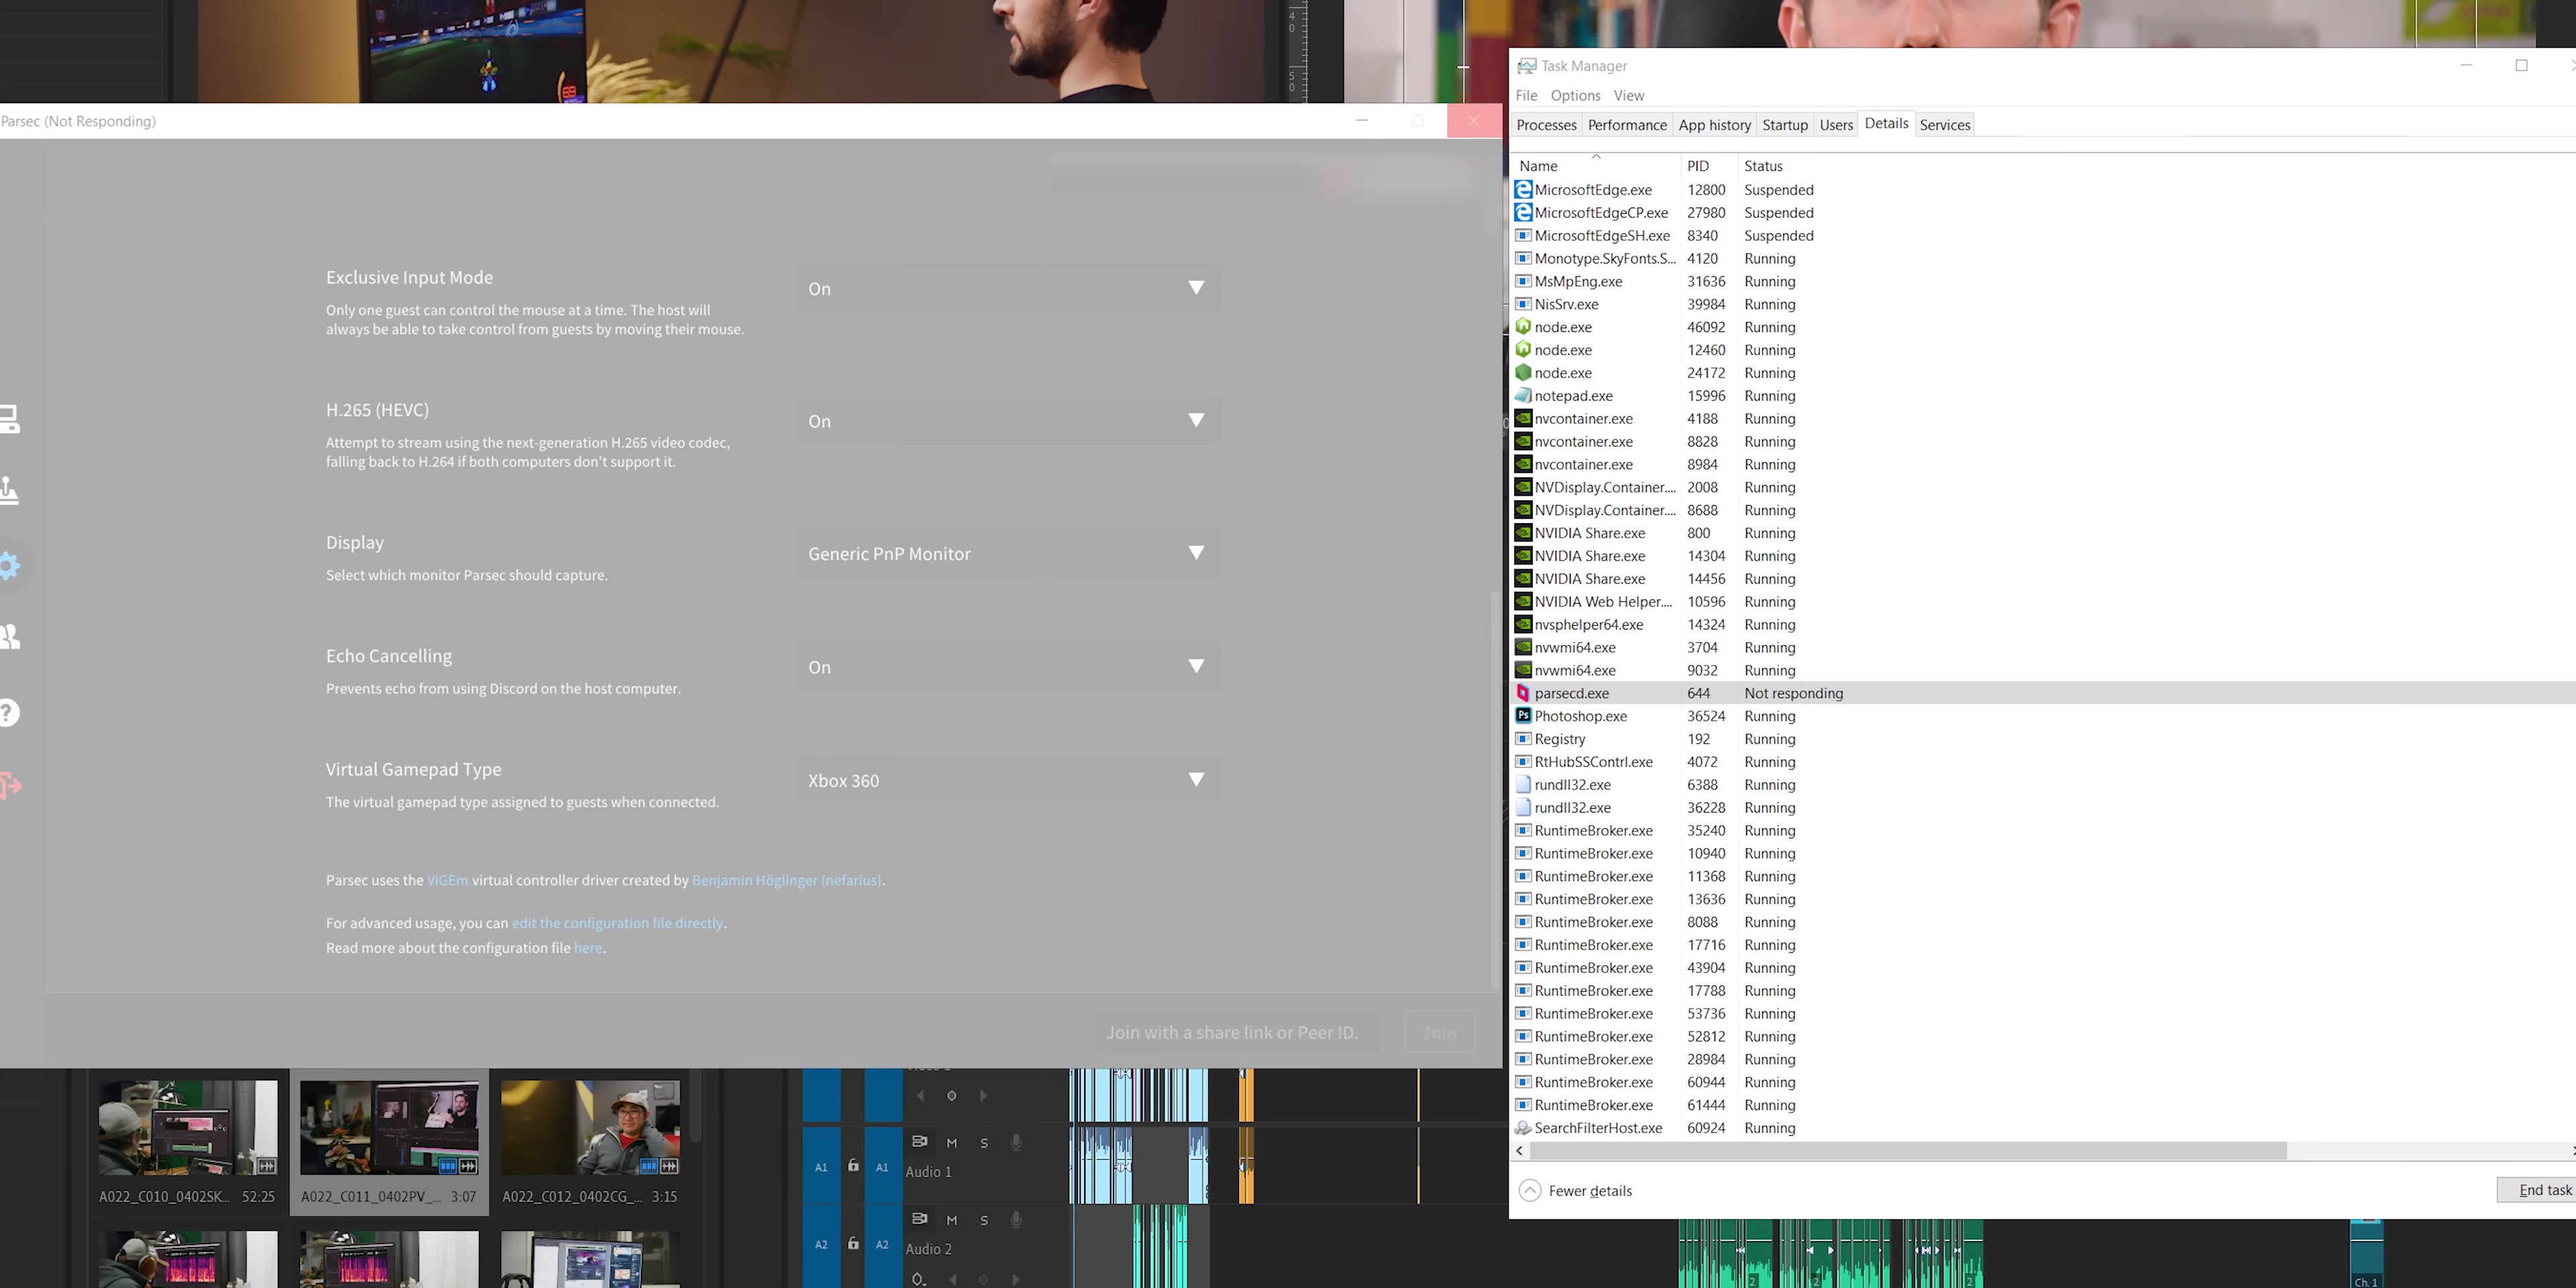 4
0
5
0
Parsec (Not Responding)
Exclusive Input Mode
Only one guest can control the mouse at a time. The host will
always be able to take control from guests by moving their mouse.
On
H.265 (HEVC)
Attempt to stream using the next-generation H.265 video codec,
falling back to H.264 if both computers don't support it.
On
Display
Select which monitor Parsec should capture.
Generic PnP Monitor
Echo Cancelling
Prevents echo from using Discord on the host computer.
On
Virtual Gamepad Type
The virtual gamepad type assigned to guests when connected.
Xbox 360
Parsec uses the ViGEm virtual controller driver created by Benjamin Höglinger (nefarius).
For advanced usage, you can edit the configuration file directly.
Read more about the configuration file here.
Join with a share link or Peer ID.
Join
Task Manager
File Options View
Processes Performance App history Startup Users Details Services
Name PID Status
MicrosoftEdge.exe 12800 Suspended
MicrosoftEdgeCP.exe 27980 Suspended
MicrosoftEdgeSH.exe 8340 Suspended
Monotype.SkyFonts.S... 4120 Running
MsMpEng.exe 31636 Running
NisSrv.exe 39984 Running
node.exe 46092 Running
node.exe 12460 Running
node.exe 24172 Running
notepad.exe 15996 Running
nvcontainer.exe 4188 Running
nvcontainer.exe 8828 Running
nvcontainer.exe 8984 Running
NVDisplay.Container.... 2008 Running
NVDisplay.Container.... 8688 Running
NVIDIA Share.exe 800 Running
NVIDIA Share.exe 14304 Running
NVIDIA Share.exe 14456 Running
NVIDIA Web Helper.... 10596 Running
nvsphelper64.exe 14324 Running
nvwmi64.exe 3704 Running
nvwmi64.exe 9032 Running
parsecd.exe 644 Not responding
Ps Photoshop.exe 36524 Running
Registry 192 Running
RtHubSSContrl.exe 4072 Running
rundll32.exe 6388 Running
rundll32.exe 36228 Running
RuntimeBroker.exe 35240 Running
RuntimeBroker.exe 10940 Running
RuntimeBroker.exe 11368 Running
RuntimeBroker.exe 13636 Running
RuntimeBroker.exe 8088 Running
RuntimeBroker.exe 17716 Running
RuntimeBroker.exe 43904 Running
RuntimeBroker.exe 17788 Running
RuntimeBroker.exe 53736 Running
RuntimeBroker.exe 52812 Running
RuntimeBroker.exe 28984 Running
RuntimeBroker.exe 60944 Running
RuntimeBroker.exe 61444 Running
SearchFilterHost.exe 60924 Running
Fewer details
End task
A022_C010_0402SK... 52:25
A022_C011_0402PV_... 3:07
A022_C012_0402CG_... 3:15
A1 A1 M S
Audio 1
A2 A2 M S
Audio 2
2 2 2
Ch. 1